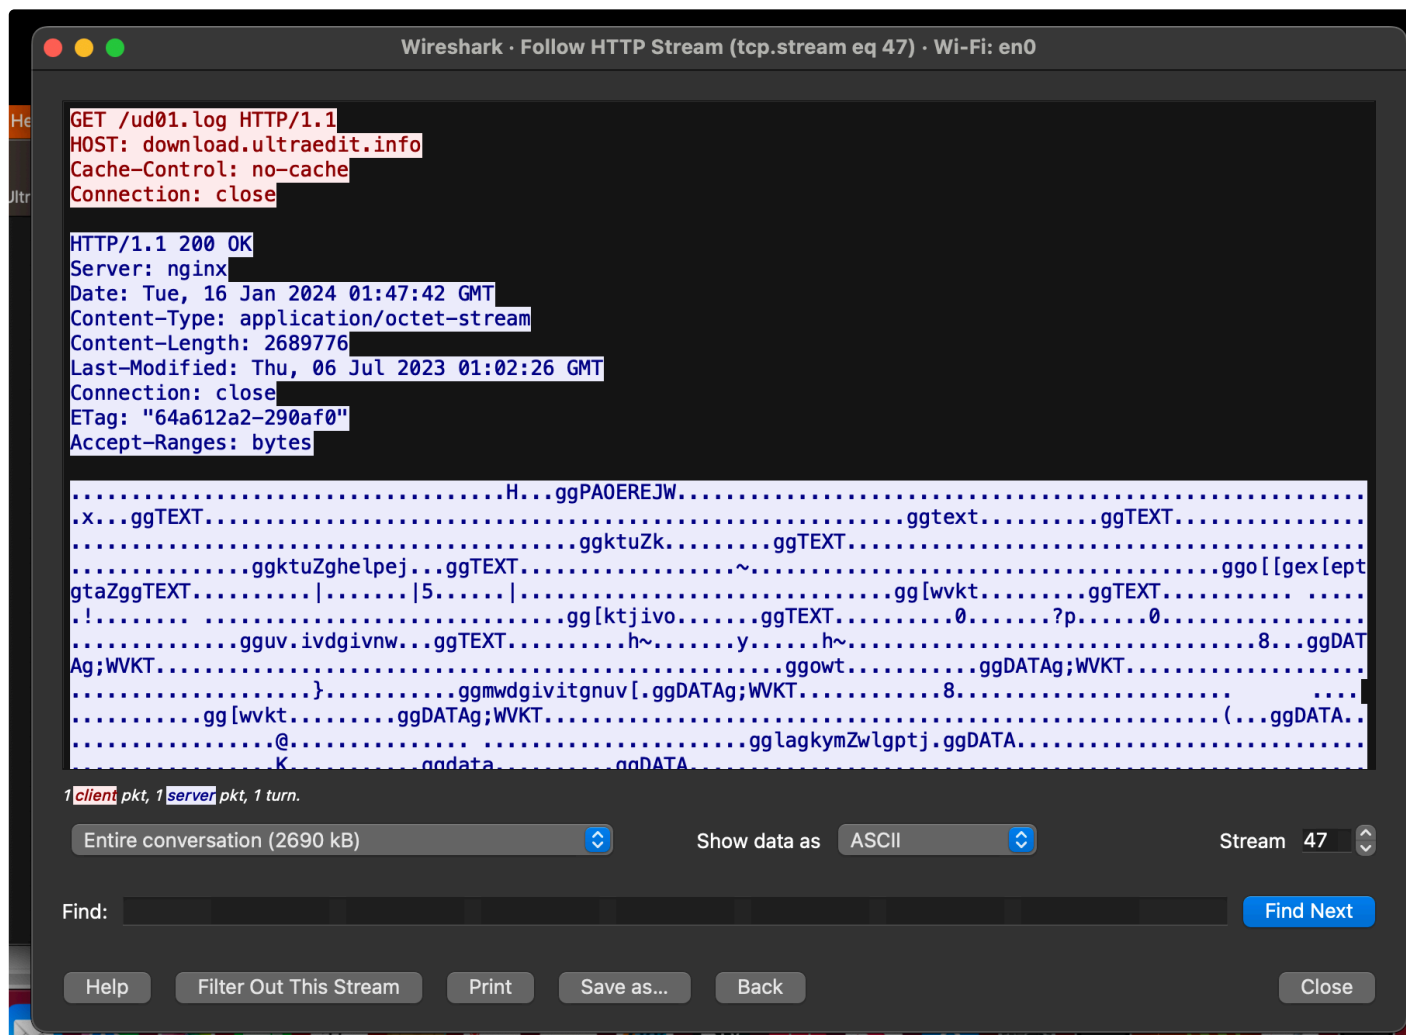 Wireshark · Follow HTTP Stream (tcp.stream eq 47) · Wi-Fi: en0
He
GET /ud01.log HTTP/1.1
HOST: download.ultraedit.info
Cache-Control: no-cache
Connection: close
Ultr
HTTP/1.1 200 OK
Server: nginx
Date: Tue, 16 Jan 2024 01:47:42 GMT
Content-Type: application/octet-stream
Content-Length: 2689776
Last-Modified: Thu, 06 Jul 2023 01:02:26 GMT
Connection: close
ETag: "64a612a2-290af0"
Accept-Ranges: bytes
....................................H...ggPAOEREJW.........................................................
.x...ggTEXT..........................................................ggtext..........ggTEXT................
..........................................ggktuZk.........ggTEXT...........................................
...............ggktuZghelpej...ggTEXT..................~.......................................ggo[[gex[ept
gtaZggTEXT..........|.......|5......|...............................gg[wvkt.........ggTEXT........... .....
.!........ ..............................gg[ktjivo.......ggTEXT..........0.......?p......0.................
..............gguv.ivdgivnw...ggTEXT..........h~.......y......h~..................................8...ggDAT
Ag;WVKT....................................................ggowt...........ggDATAg;WVKT....................
....................}...........ggmwdgivitgnuv[.ggDATAg;WVKT............8.......................       ....
...........gg[wvkt.........ggDATAg;WVKT........................................................(...ggDATA..
.................@............... ......................gglagkymZwlgptj.ggDATA.............................
.................K...........ggdata..........ggDATA........................................................
1 client pkt, 1 server pkt, 1 turn.
Entire conversation (2690 kB)
Show data as
ASCII
Stream
47
Find:
Find Next
Help
Filter Out This Stream
Print
Save as...
Back
Close